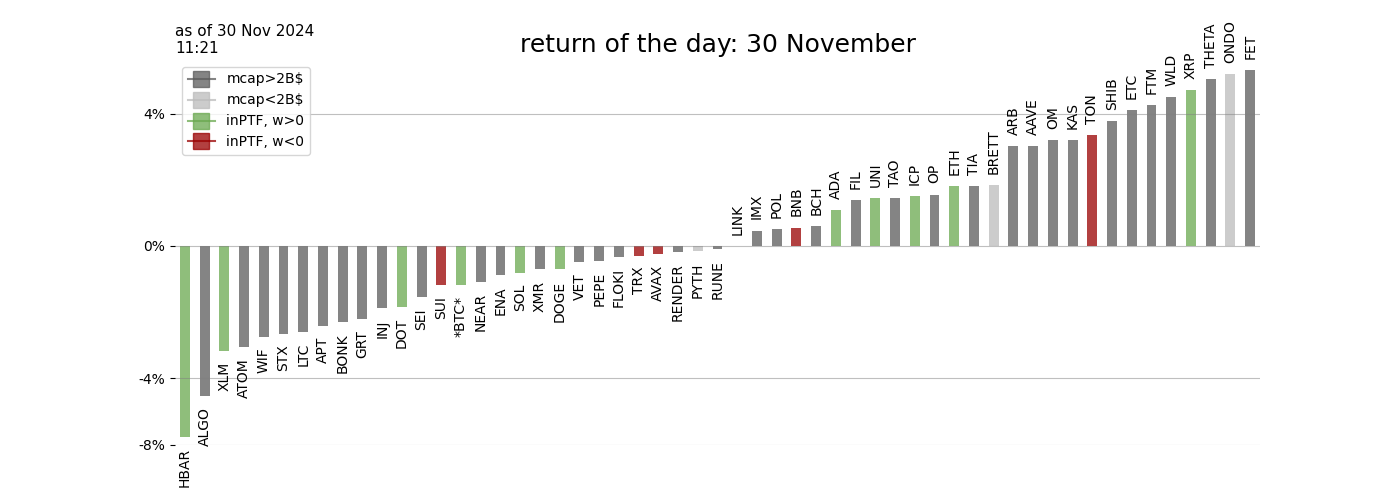 as of 30 Nov 2024
11:21
return of the day: 30 November
mcap>2B$
mcap<2B$
inPTF, w>0
inPTF, w<0
4%
0%
-4%
-8%
HBAR
ALGO
XLM
ATOM
WIF
STX
LTC
APT
BONK
GRT
INJ
DOT
SEI
SUI
*BTC*
NEAR
ENA
SOL
XMR
DOGE
VET
PEPE
FLOKI
TRX
AVAX
RENDER
PYTH
RUNE
LINK
IMX
POL
BNB
BCH
ADA
FIL
UNI
TAO
ICP
OP
ETH
TIA
BRETT
ARB
AAVE
OM
KAS
TON
SHIB
ETC
FTM
WLD
XRP
THETA
ONDO
FET